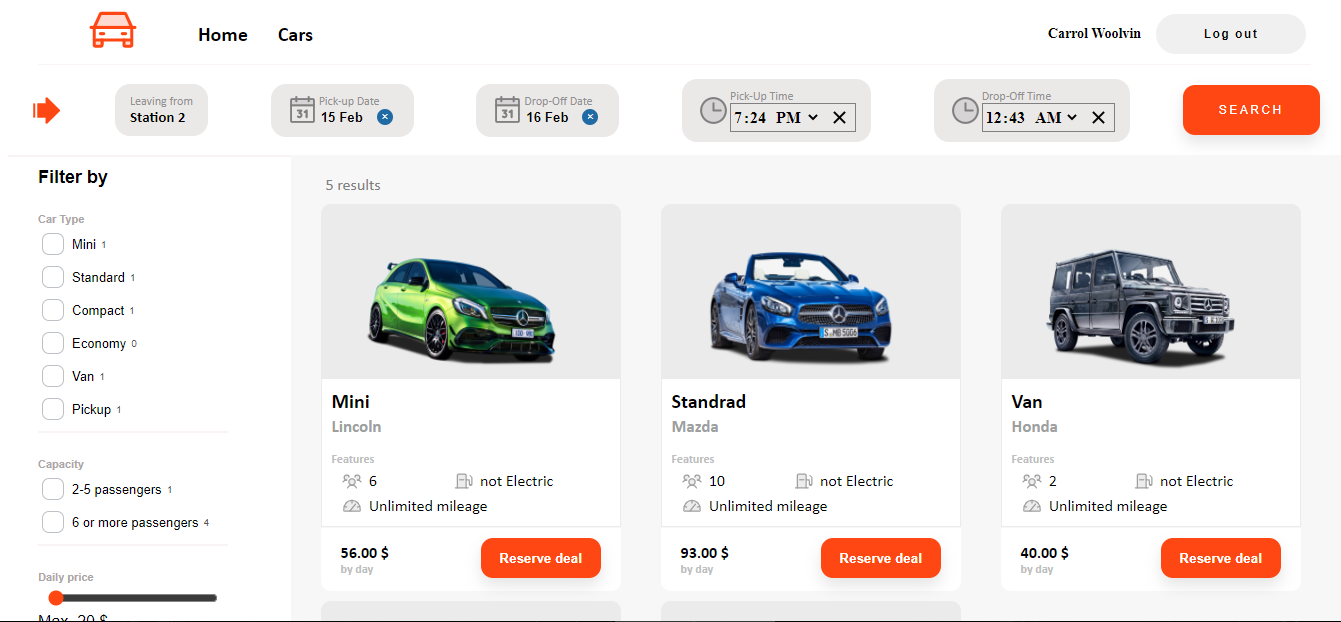 Home Cars Carrol Woolvin Log out
Leaving from Pick-up Date Drop-Off Date Pick-Up Time Drop-Off Time
Station 2 31 15 Feb 31 16 Feb 7:24 PM 12:43 AM SEARCH
Filter by
5 results
Car Type
Mini 1
Standard 1
Compact 1
Economy 0
Van 1
Pickup 1
Capacity
2-5 passengers 1
6 or more passengers 4
Daily price
Max 20 $
Mini
Lincoln
Features
6 not Electric
Unlimited mileage
56.00 $
by day
Reserve deal
S MB 5006
Standrad
Mazda
Features
10 not Electric
Unlimited mileage
93.00 $
by day
Reserve deal
Van
Honda
Features
2 not Electric
Unlimited mileage
40.00 $
by day
Reserve deal